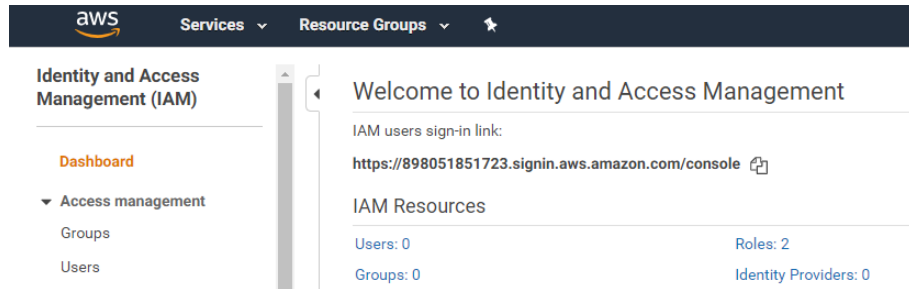 aws
Services
Resource Groups
Identity and Access
Management (IAM)
Dashboard
Access management
Groups
Users
Welcome to Identity and Access Management
IAM users sign-in link:
https://898051851723.signin.aws.amazon.com/console
IAM Resources
Users: 0
Roles: 2
Groups: 0
Identity Providers: 0